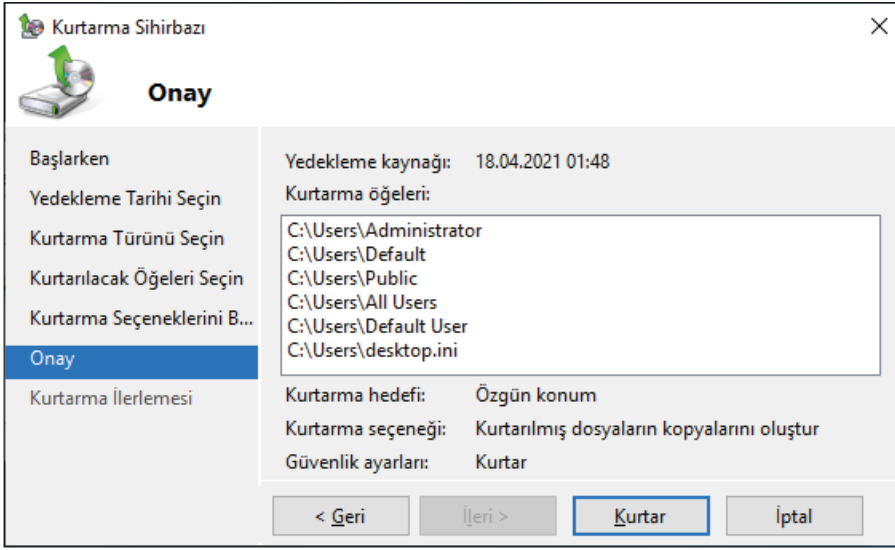 Kurtarma Sihirbazı
Onay
Başlarken
Yedekleme Tarihi Seçin
Kurtarma Türünü Seçin
Kurtarılacak Öğeleri Seçin
Kurtarma Seçeneklerini B...
Onay
Kurtarma İlerlemesi
Yedekleme kaynağı: 18.04.2021 01:48
Kurtarma öğeleri:
C:\Users\Administrator
C:\Users\Default
C:\Users\Public
C:\Users\All Users
C:\Users\Default User
C:\Users\desktop.ini
Kurtarma hedefi: Özgün konum
Kurtarma seçeneği: Kurtarılmış dosyaların kopyalarını oluştur
Güvenlik ayarları: Kurtar
< Geri İleri > Kurtar İptal